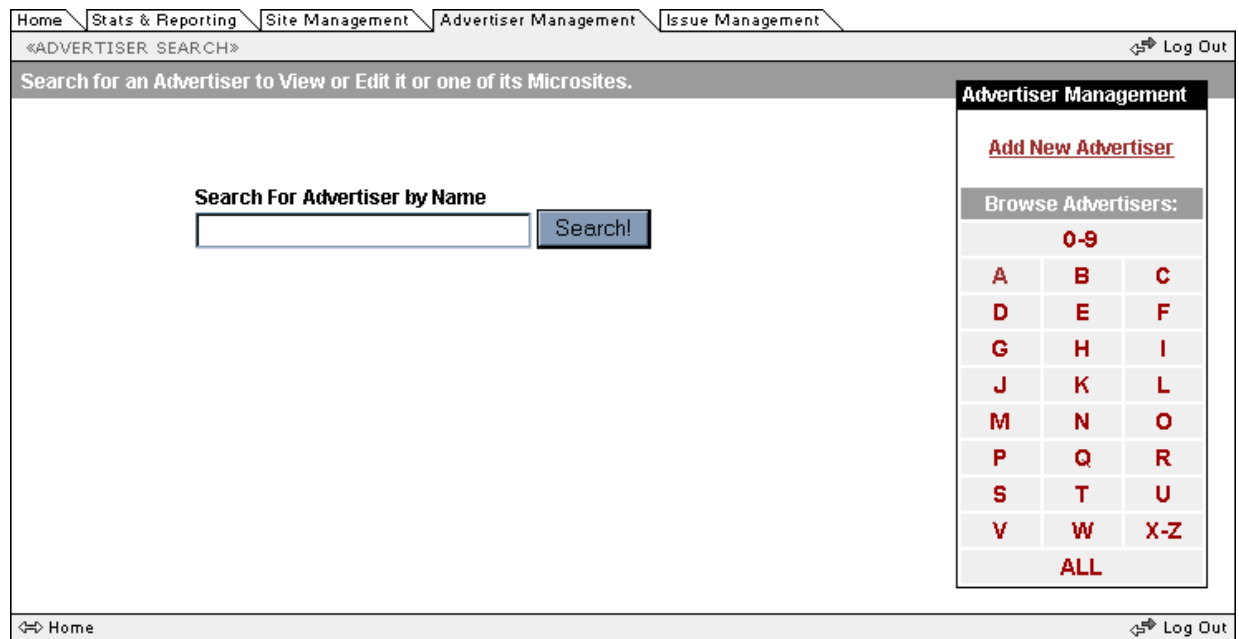 Home Stats & Reporting Site Management Advertiser Management Issue Management
«ADVERTISER SEARCH» Log Out
Search for an Advertiser to View or Edit it or one of its Microsites.
Advertiser Management
Add New Advertiser
Search For Advertiser by Name
Search!
Browse Advertisers:
0-9
A B C
D E F
G H I
J K L
M N O
P Q R
S T U
V W X-Z
ALL
Home Log Out